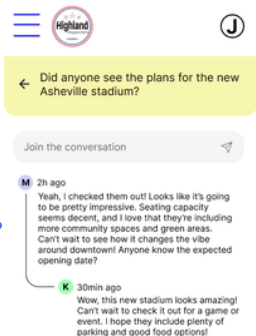 Highland
J
Did anyone see the plans for the new
Asheville stadium?
Join the conversation
M 2h ago
Yeah, I checked them out! Looks like it's going
to be pretty impressive. Seating capacity
seems decent, and I love that they're including
more community spaces and green areas.
Can't wait to see how it changes the vibe
around downtown! Anyone know the expected
opening date?
K 30min ago
Wow, this new stadium looks amazing!
Can't wait to check it out for a game or
event. I hope they include plenty of
parking and good food options!